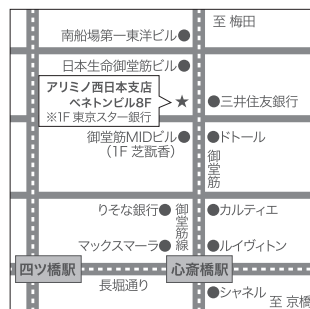 至 梅田
南船場第一東洋ビル
日本生命御堂筋ビル
アリミノ西日本支店
ベネトンビル8F
※1F 東京スター銀行
三井住友銀行
御堂筋MIDビル
(1F 芝翫香)
ドトール
御堂筋
りそな銀行
御堂筋線
カルティエ
マックスマーラ
ルイヴィトン
四ツ橋駅
心斎橋駅
長堀通り
シャネル
至 京橋